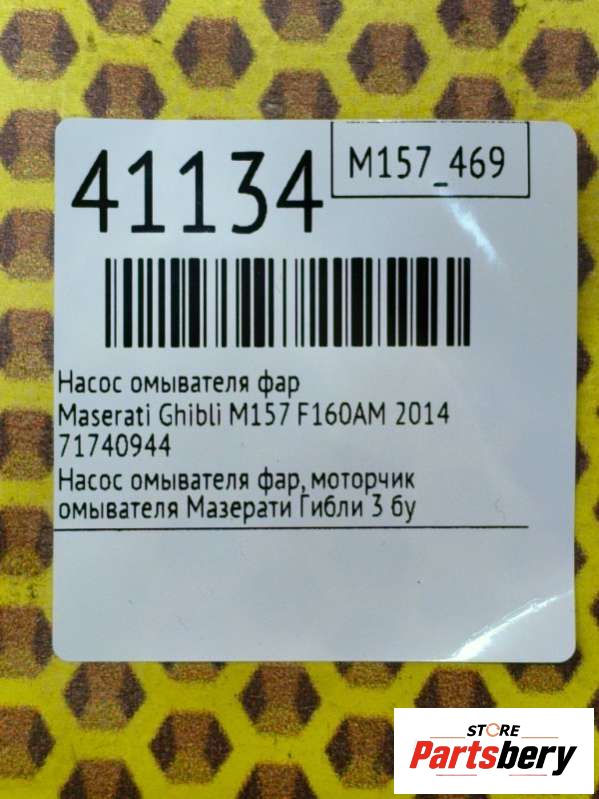 41134
M157_469
Насос омывателя фар
Maserati Ghibli M157 F160AM 2014
71740944
Насос омывателя фар, моторчик
омывателя Мазерати Гибли 3 бу
STORE
Partsbery